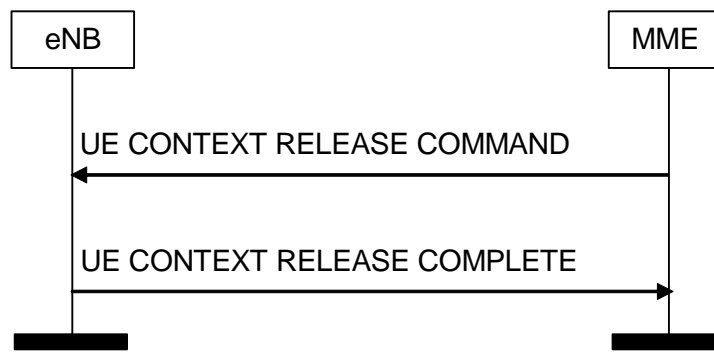 eNB
MME
UE CONTEXT RELEASE COMMAND
UE CONTEXT RELEASE COMPLETE